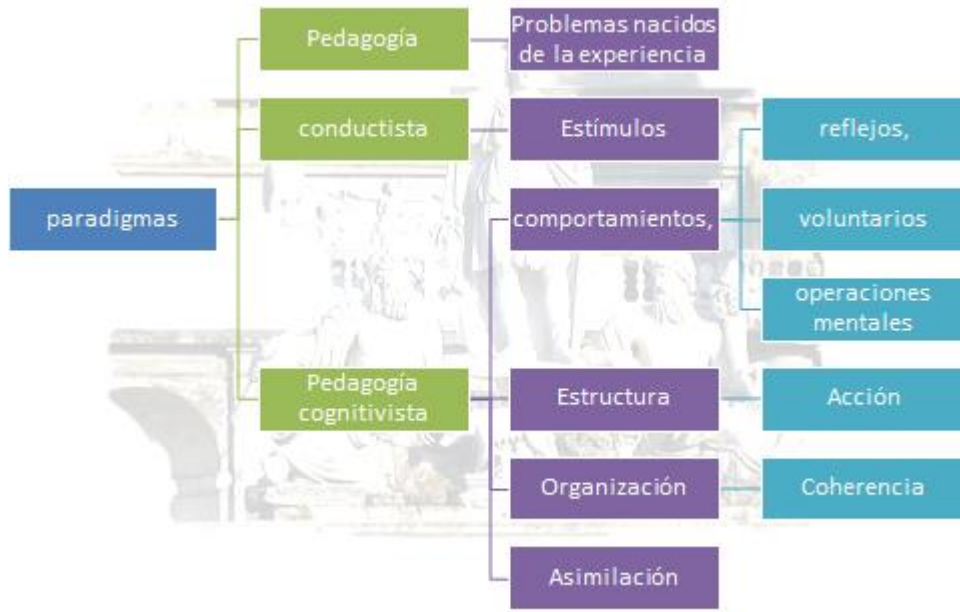 paradigmas
Pedagogía
Problemas nacidos
de la experiencia
conductista
Estímulos
Pedagogía
cognitivista
comportamientos,
reflejos,
voluntarios
operaciones
mentales
Estructura
Acción
Organización
Coherencia
Asimilación